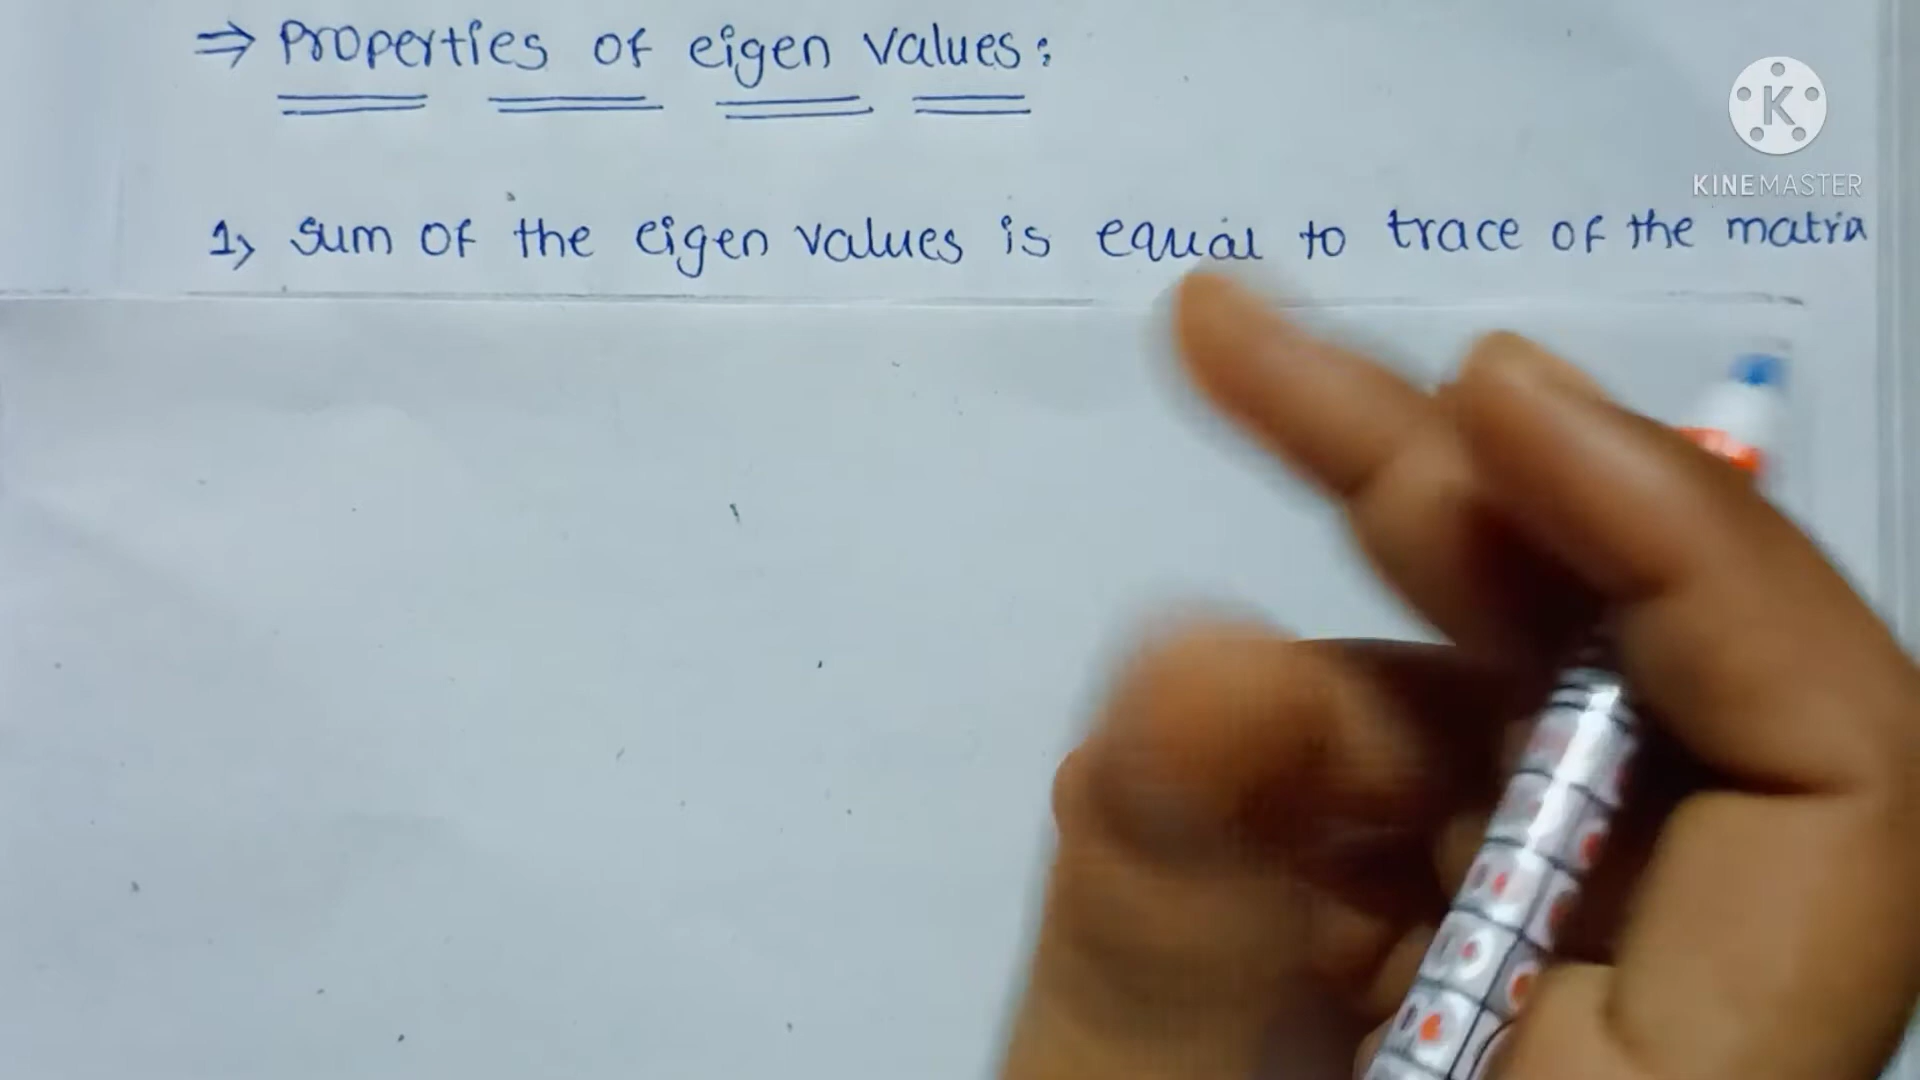 ⇒ Properties of eigen values:
KINEMASTER
1) sum of the eigen values is equal to trace of the matrix